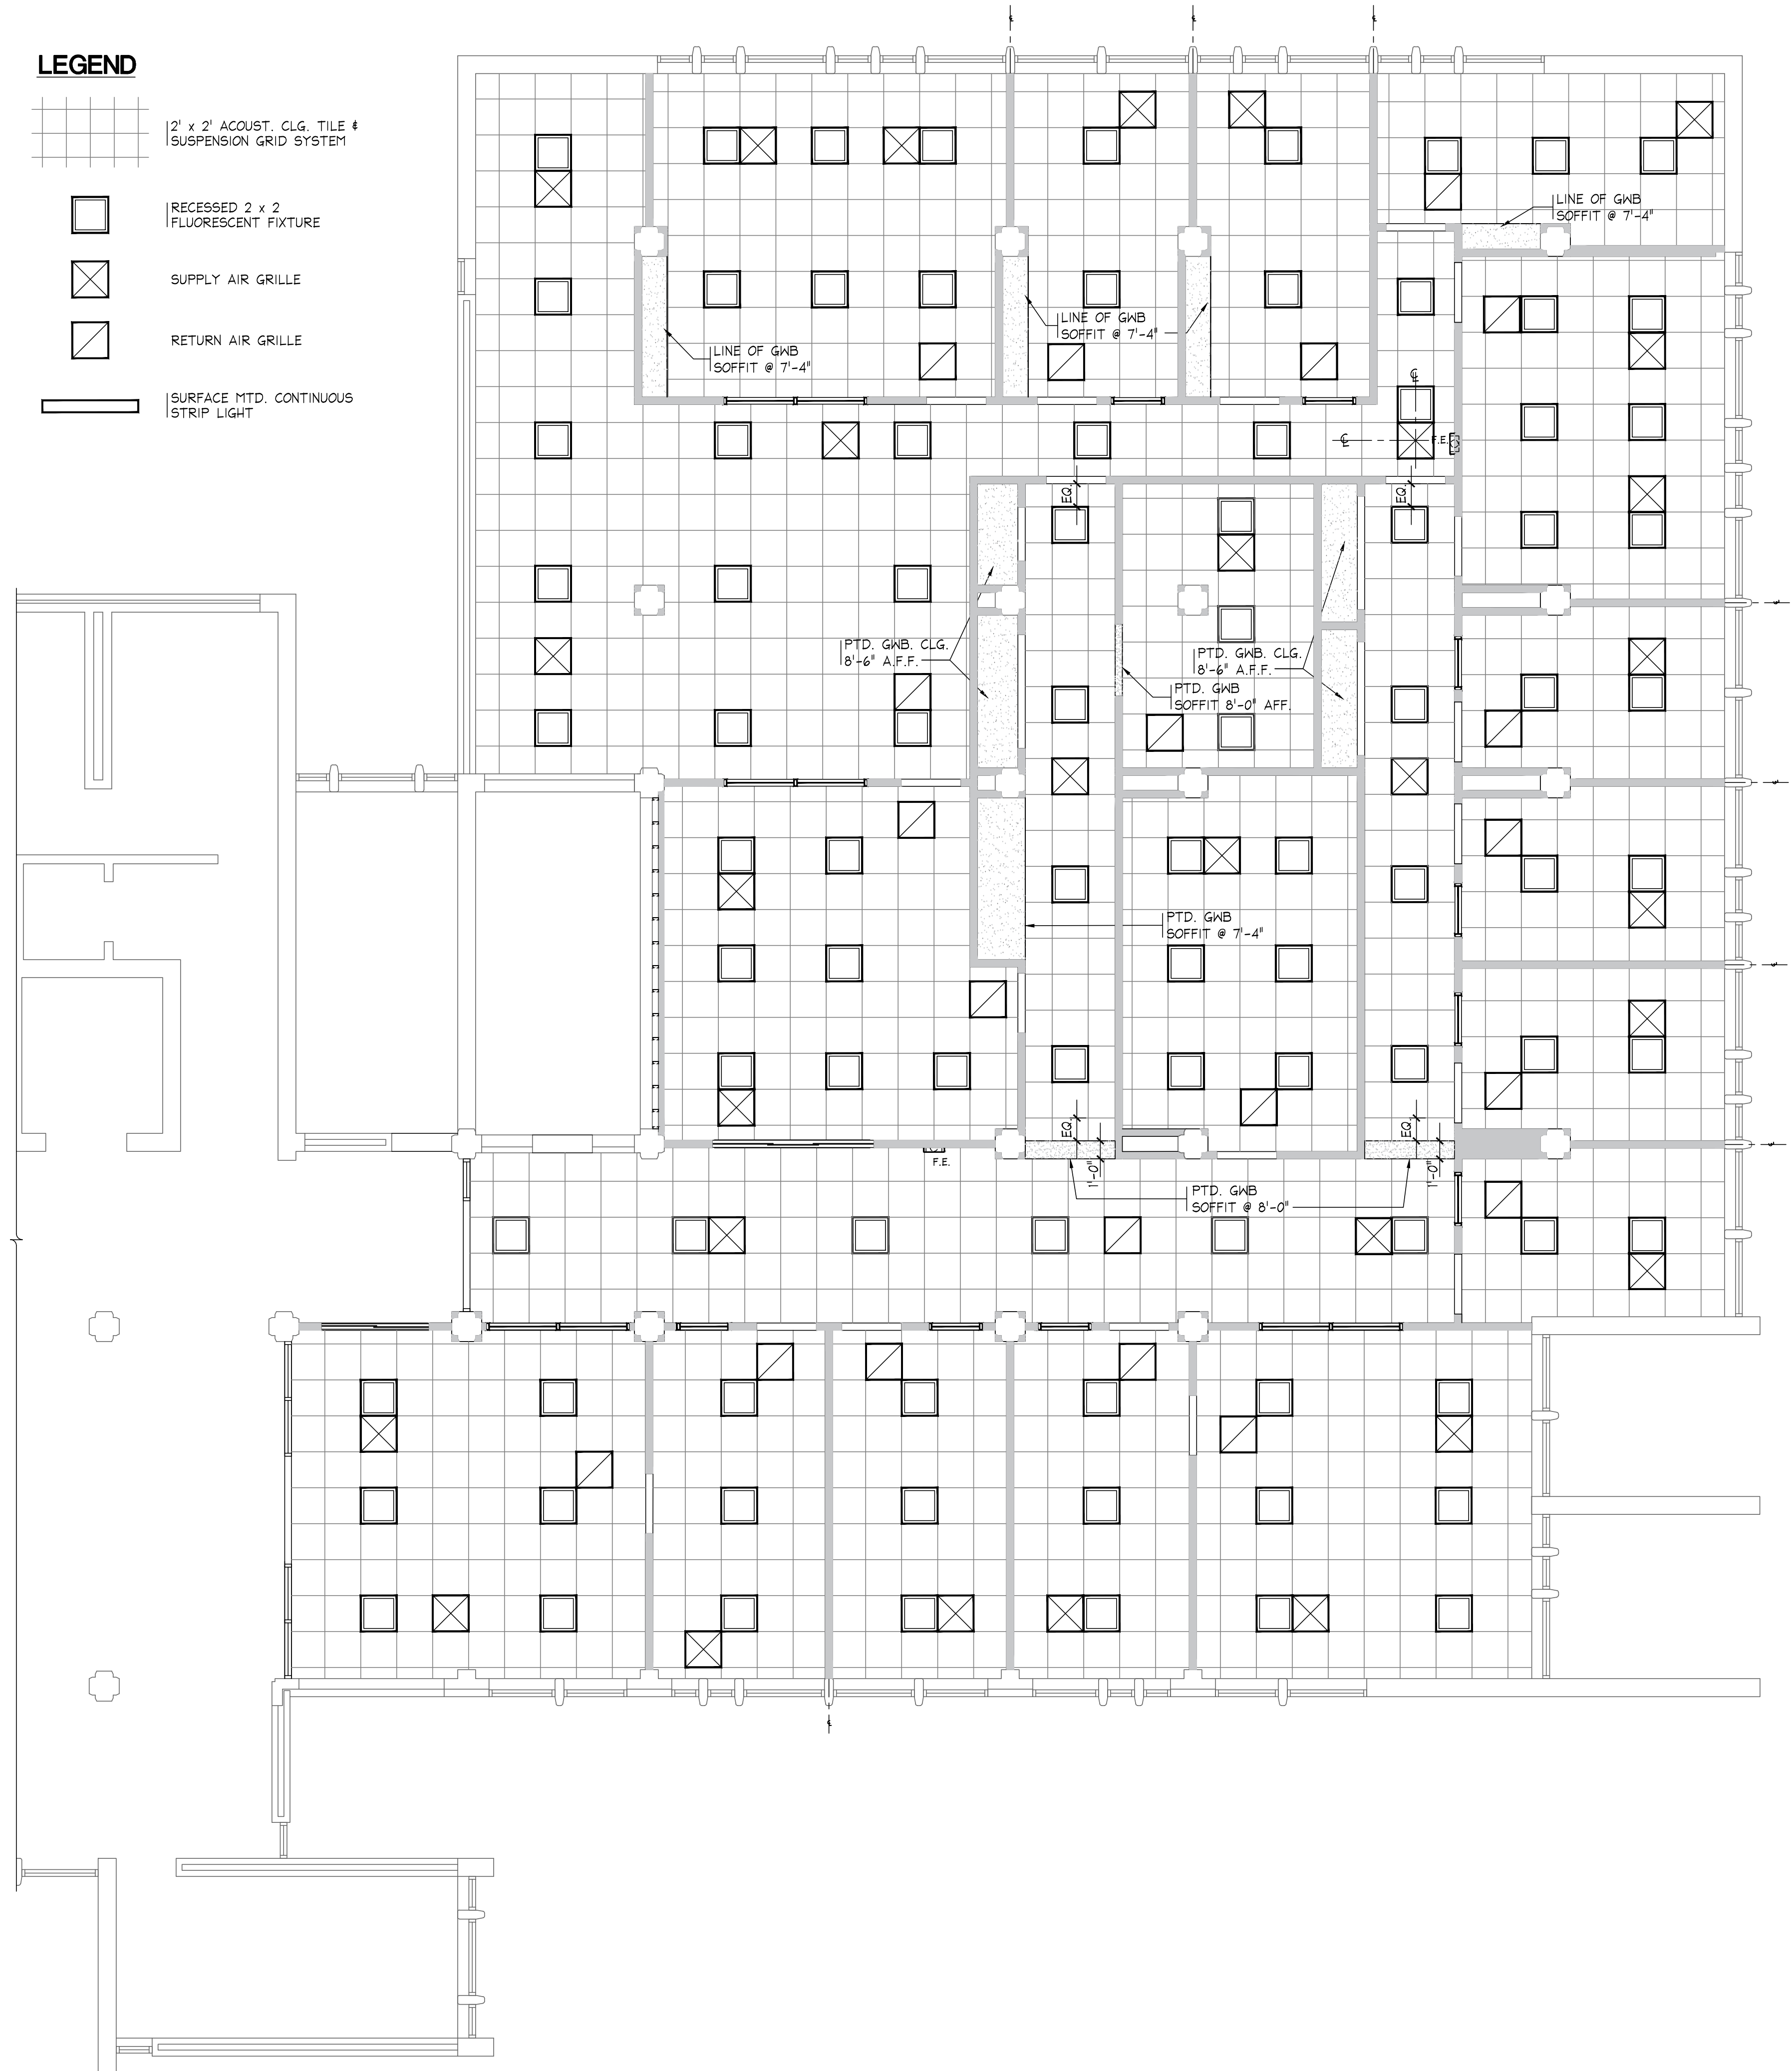 LEGEND
2' x 2' ACOUST. CLG. TILE &
SUSPENSION GRID SYSTEM
RECESSED 2 x 2
FLUORESCENT FIXTURE
SUPPLY AIR GRILLE
RETURN AIR GRILLE
SURFACE MTD. CONTINUOUS
STRIP LIGHT
LINE OF GWB
SOFFIT @ 7'-4"
LINE OF GWB
SOFFIT @ 7'-4"
LINE OF GWB
SOFFIT @ 7'-4"
F.E.
EQ.
EQ.
PTD. GWB. CLG.
8'-6" A.F.F.
PTD. GWB. CLG.
8'-6" A.F.F.
PTD. GWB
SOFFIT 8'-0" AFF.
PTD. GWB
SOFFIT @ 7'-4"
EQ.
EQ.
F.E.
1'-0"
1'-0"
PTD. GWB
SOFFIT @ 8'-0"